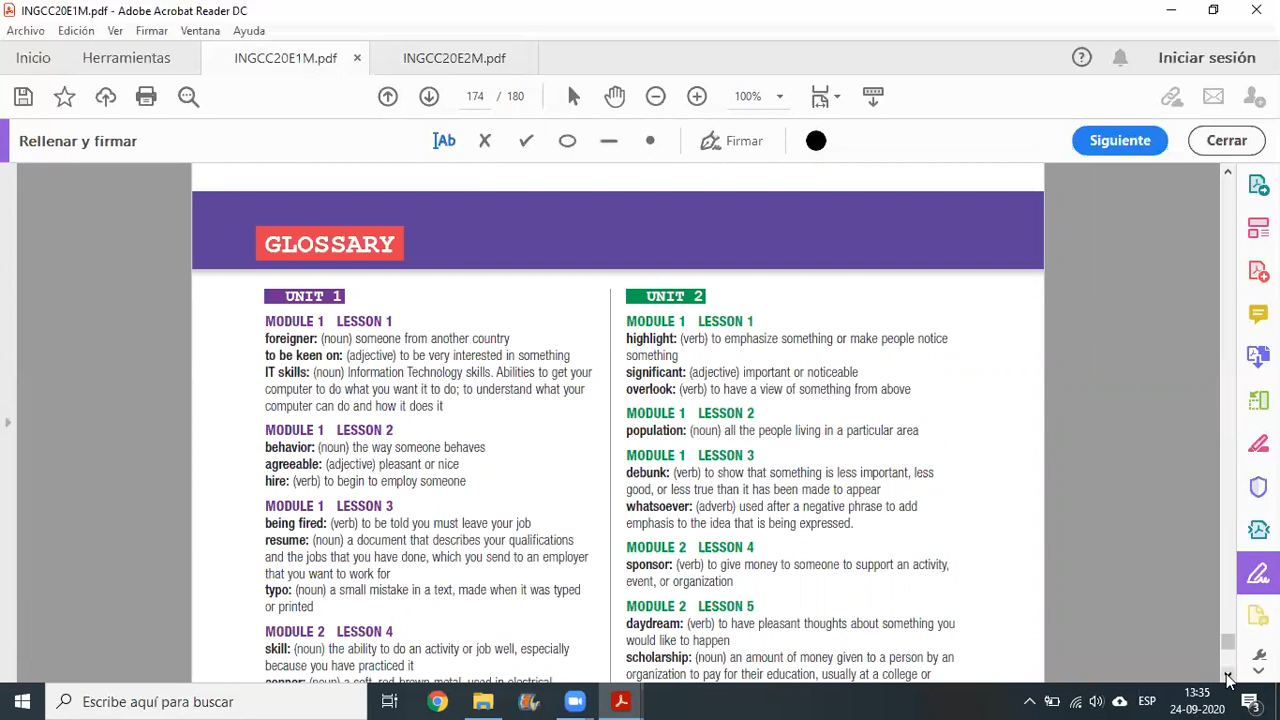 INGCC20E1M.pdf - Adobe Acrobat Reader DC
Archivo Edición Ver Firmar Ventana Ayuda
Inicio Herramientas INGCC20E1M.pdf × INGCC20E2M.pdf Iniciar sesión
174 / 180 100%
Rellenar y firmar Ab Firmar Siguiente Cerrar
GLOSSARY
UNIT 1
MODULE 1 LESSON 1
foreigner: (noun) someone from another country
to be keen on: (adjective) to be very interested in something
IT skills: (noun) Information Technology skills. Abilities to get your
computer to do what you want it to do; to understand what your
computer can do and how it does it
MODULE 1 LESSON 2
behavior: (noun) the way someone behaves
agreeable: (adjective) pleasant or nice
hire: (verb) to begin to employ someone
MODULE 1 LESSON 3
being fired: (verb) to be told you must leave your job
resume: (noun) a document that describes your qualifications
and the jobs that you have done, which you send to an employer
that you want to work for
typo: (noun) a small mistake in a text, made when it was typed
or printed
MODULE 2 LESSON 4
skill: (noun) the ability to do an activity or job well, especially
because you have practiced it
copper: (noun) a soft, red-brown metal, used in electrical
UNIT 2
MODULE 1 LESSON 1
highlight: (verb) to emphasize something or make people notice
something
significant: (adjective) important or noticeable
overlook: (verb) to have a view of something from above
MODULE 1 LESSON 2
population: (noun) all the people living in a particular area
MODULE 1 LESSON 3
debunk: (verb) to show that something is less important, less
good, or less true than it has been made to appear
whatsoever: (adverb) used after a negative phrase to add
emphasis to the idea that is being expressed.
MODULE 2 LESSON 4
sponsor: (verb) to give money to someone to support an activity,
event, or organization
MODULE 2 LESSON 5
daydream: (verb) to have pleasant thoughts about something you
would like to happen
scholarship: (noun) an amount of money given to a person by an
organization to pay for their education, usually at a college or
Escribe aquí para buscar
ESP
13:35
24-09-2020
3